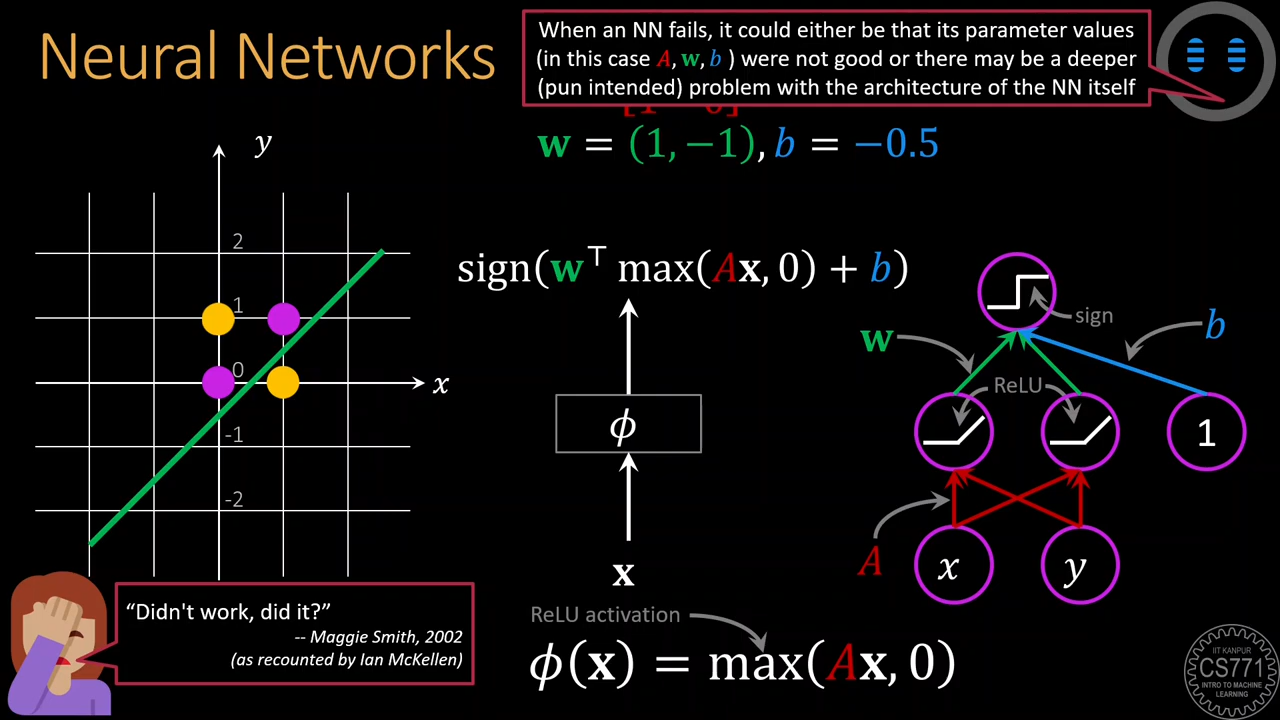 Neural Networks
When an NN fails, it could either be that its parameter values
(in this case A, w, b ) were not good or there may be a deeper
(pun intended) problem with the architecture of the NN itself
w = (1, −1), b = −0.5
y
2
1
0
-1
-2
x
sign(w⊤ max(Ax, 0) + b)
ϕ
x
sign
w
b
ReLU
1
A
x
y
“Didn't work, did it?”
-- Maggie Smith, 2002
(as recounted by Ian McKellen)
ReLU activation
ϕ(x) = max(Ax, 0)
IIT KANPUR
CS771
INTRO TO MACHINE
LEARNING